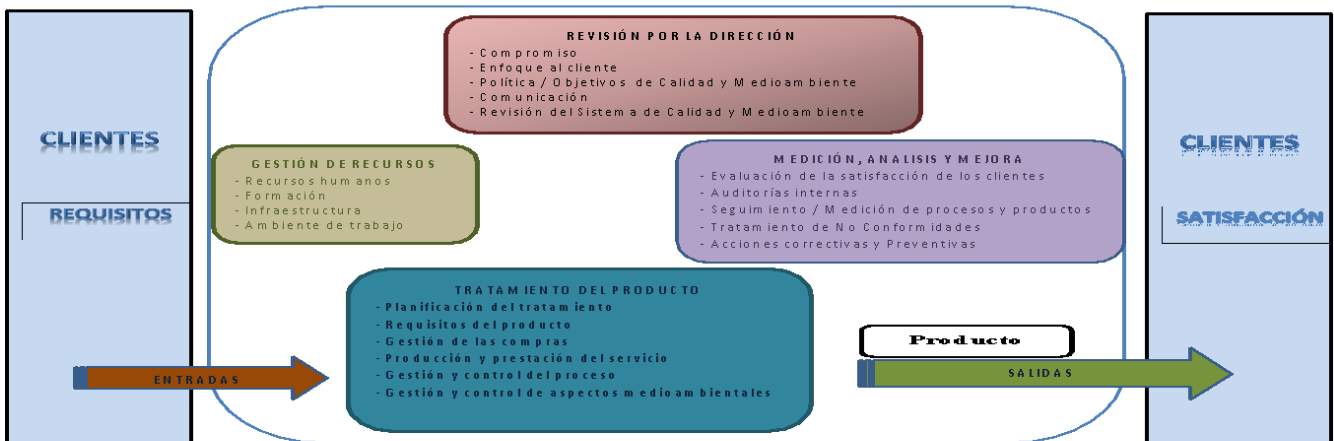 CLIENTES
REQUISITOS
REVISIÓN POR LA DIRECCIÓN
- Compromiso
- Enfoque al cliente
- Política / Objetivos de Calidad y Medioambiente
- Comunicación
- Revisión del Sistema de Calidad y Medioambiente
GESTIÓN DE RECURSOS
- Recursos humanos
- Formación
- Infraestructura
- Ambiente de trabajo
MEDICIÓN, ANALISIS Y MEJORA
- Evaluación de la satisfacción de los clientes
- Auditorías internas
- Seguimiento / Medición de procesos y productos
- Tratamiento de No Conformidades
- Acciones correctivas y Preventivas
TRATAMIENTO DEL PRODUCTO
- Planificación del tratamiento
- Requisitos del producto
- Gestión de las compras
- Producción y prestación del servicio
- Gestión y control del proceso
- Gestión y control de aspectos medioambientales
ENTRADAS
Producto
SALIDAS
CLIENTES
SATISFACCIÓN